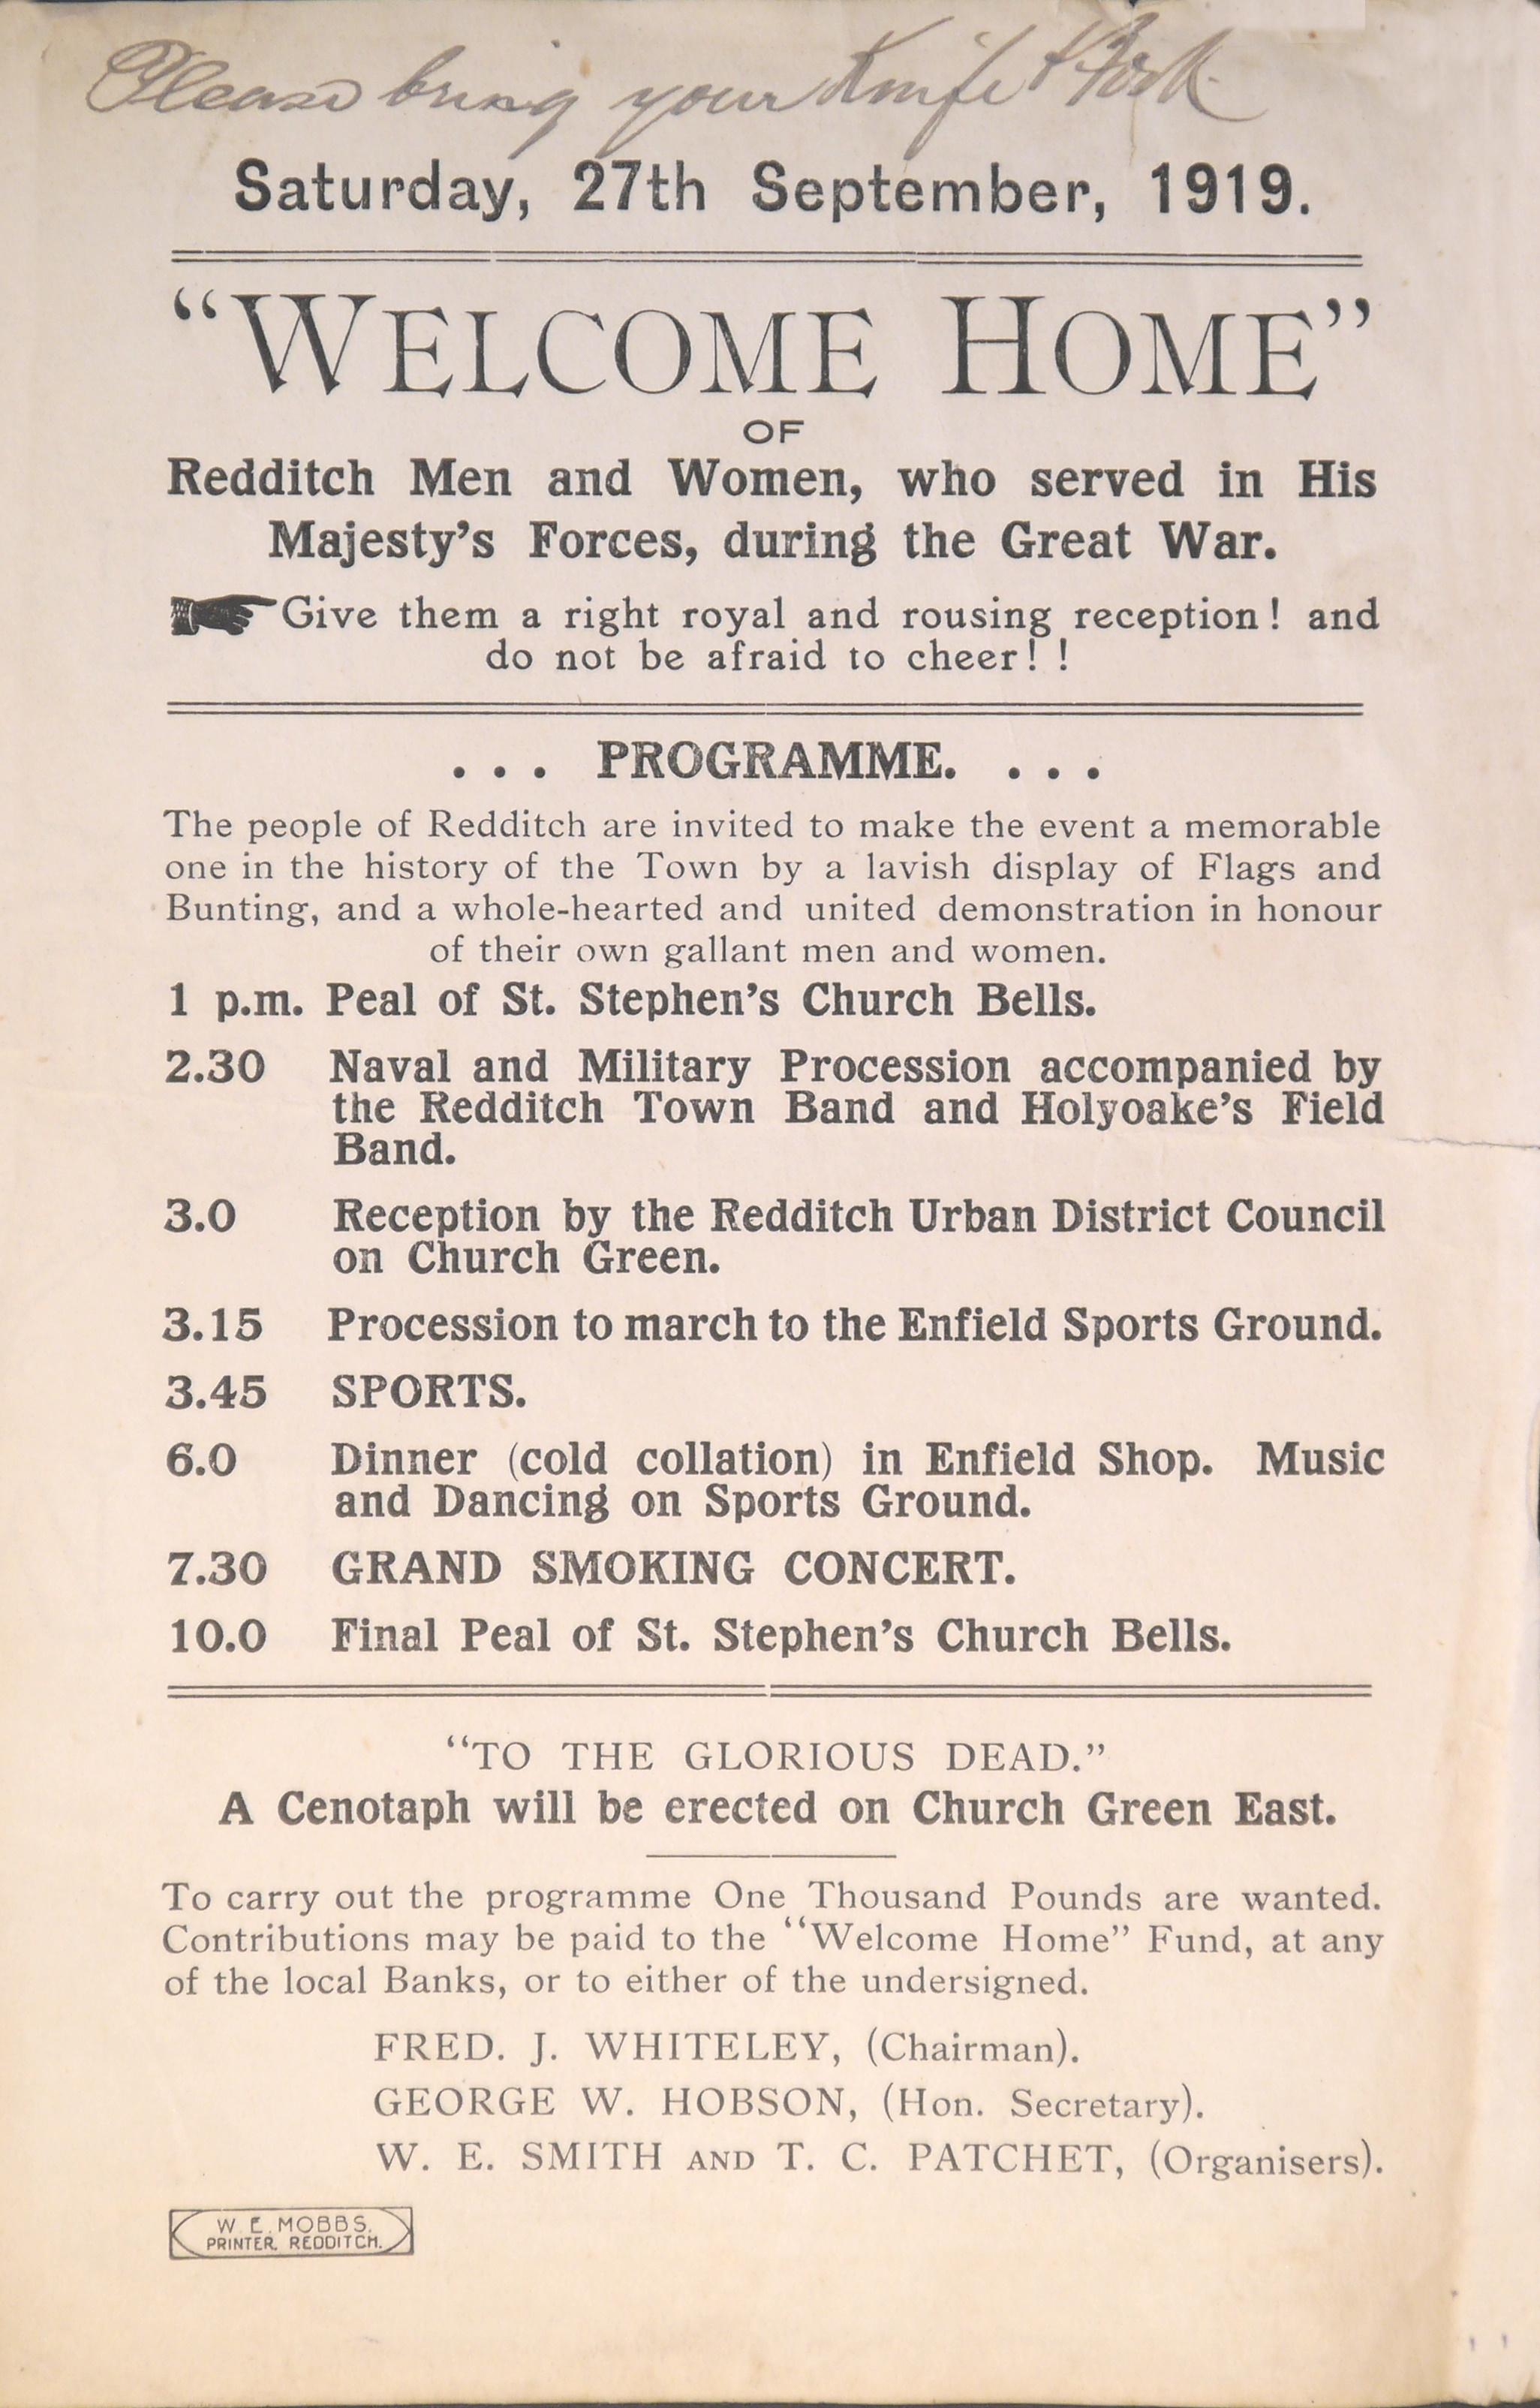 Please bring your Knife & Fork
Saturday, 27th September, 1919.
“WELCOME HOME”
OF
Redditch Men and Women, who served in His
Majesty’s Forces, during the Great War.
Give them a right royal and rousing reception! and
do not be afraid to cheer! !
. . . PROGRAMME. . . .
The people of Redditch are invited to make the event a memorable
one in the history of the Town by a lavish display of Flags and
Bunting, and a whole-hearted and united demonstration in honour
of their own gallant men and women.
1 p.m. Peal of St. Stephen’s Church Bells.
2.30 Naval and Military Procession accompanied by
the Redditch Town Band and Holyoake’s Field
Band.
3.0 Reception by the Redditch Urban District Council
on Church Green.
3.15 Procession to march to the Enfield Sports Ground.
3.45 SPORTS.
6.0 Dinner (cold collation) in Enfield Shop. Music
and Dancing on Sports Ground.
7.30 GRAND SMOKING CONCERT.
10.0 Final Peal of St. Stephen’s Church Bells.
“TO THE GLORIOUS DEAD.”
A Cenotaph will be erected on Church Green East.
To carry out the programme One Thousand Pounds are wanted.
Contributions may be paid to the “Welcome Home” Fund, at any
of the local Banks, or to either of the undersigned.
FRED. J. WHITELEY, (Chairman).
GEORGE W. HOBSON, (Hon. Secretary).
W. E. SMITH AND T. C. PATCHET, (Organisers).
W. E. MOBBS,
PRINTER, REDDITCH.